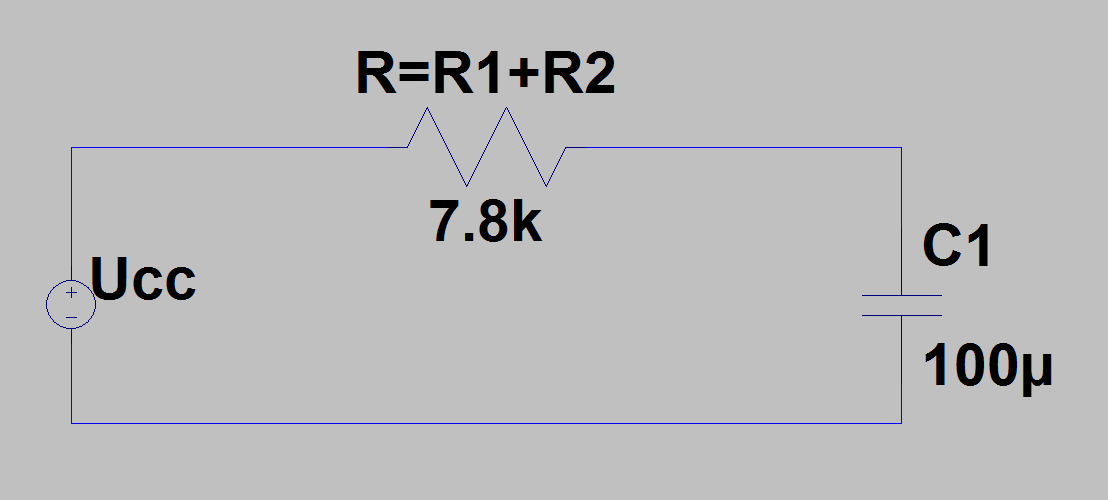 R=R1+R2
7.8k
Ucc
+
−
C1
100µ